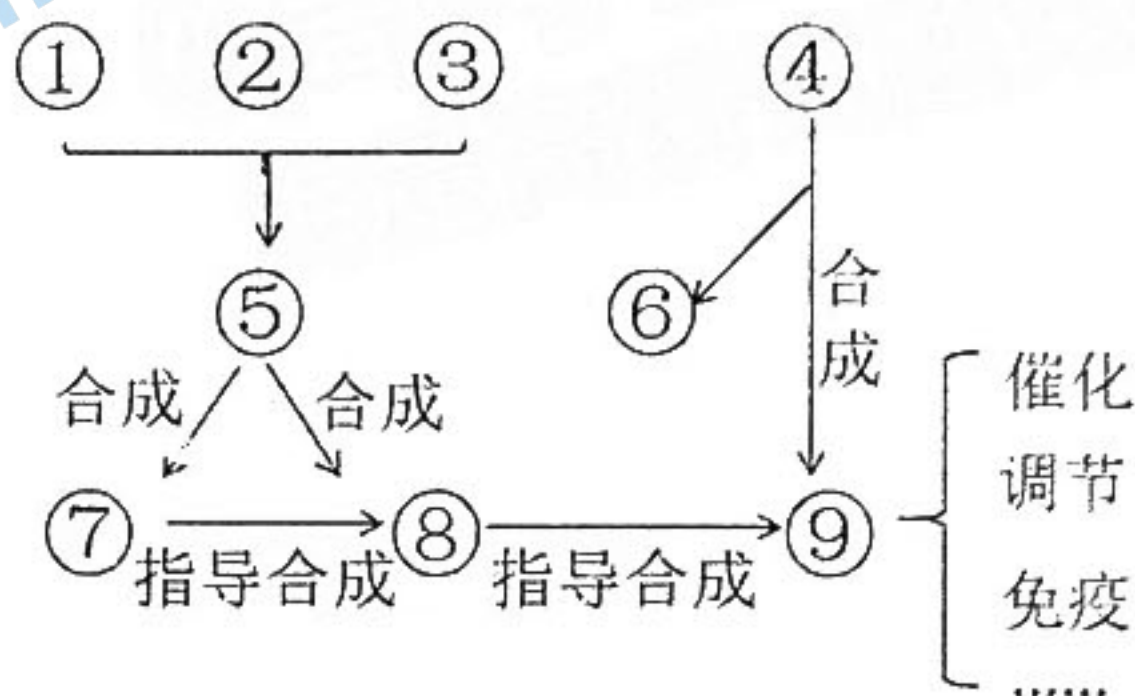 ① ② ③ ④
⑤ ⑥ 合成
合成 合成
催化
调节
⑦ 指导合成 ⑧ 指导合成 ⑨
免疫